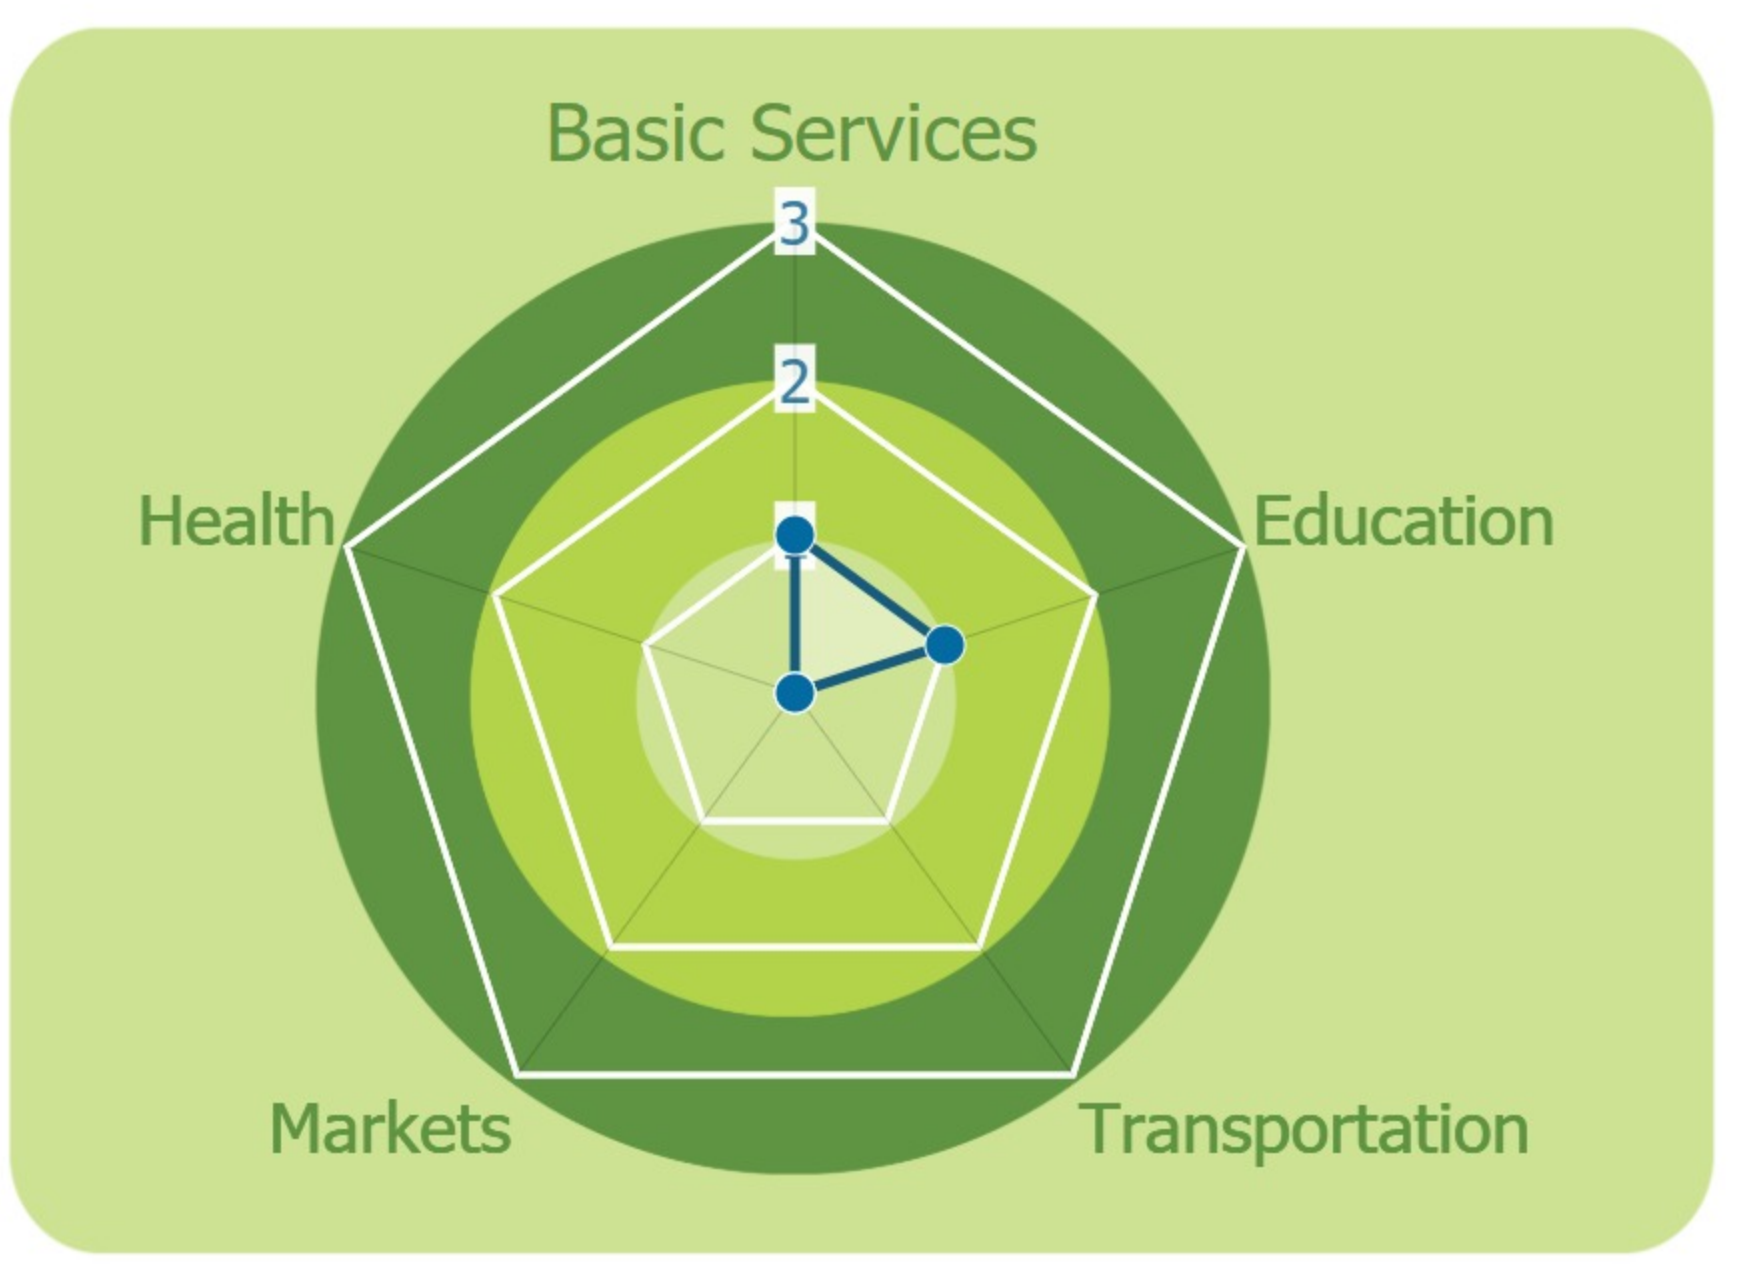 Basic Services
3
2
Health
Education
Markets
Transportation